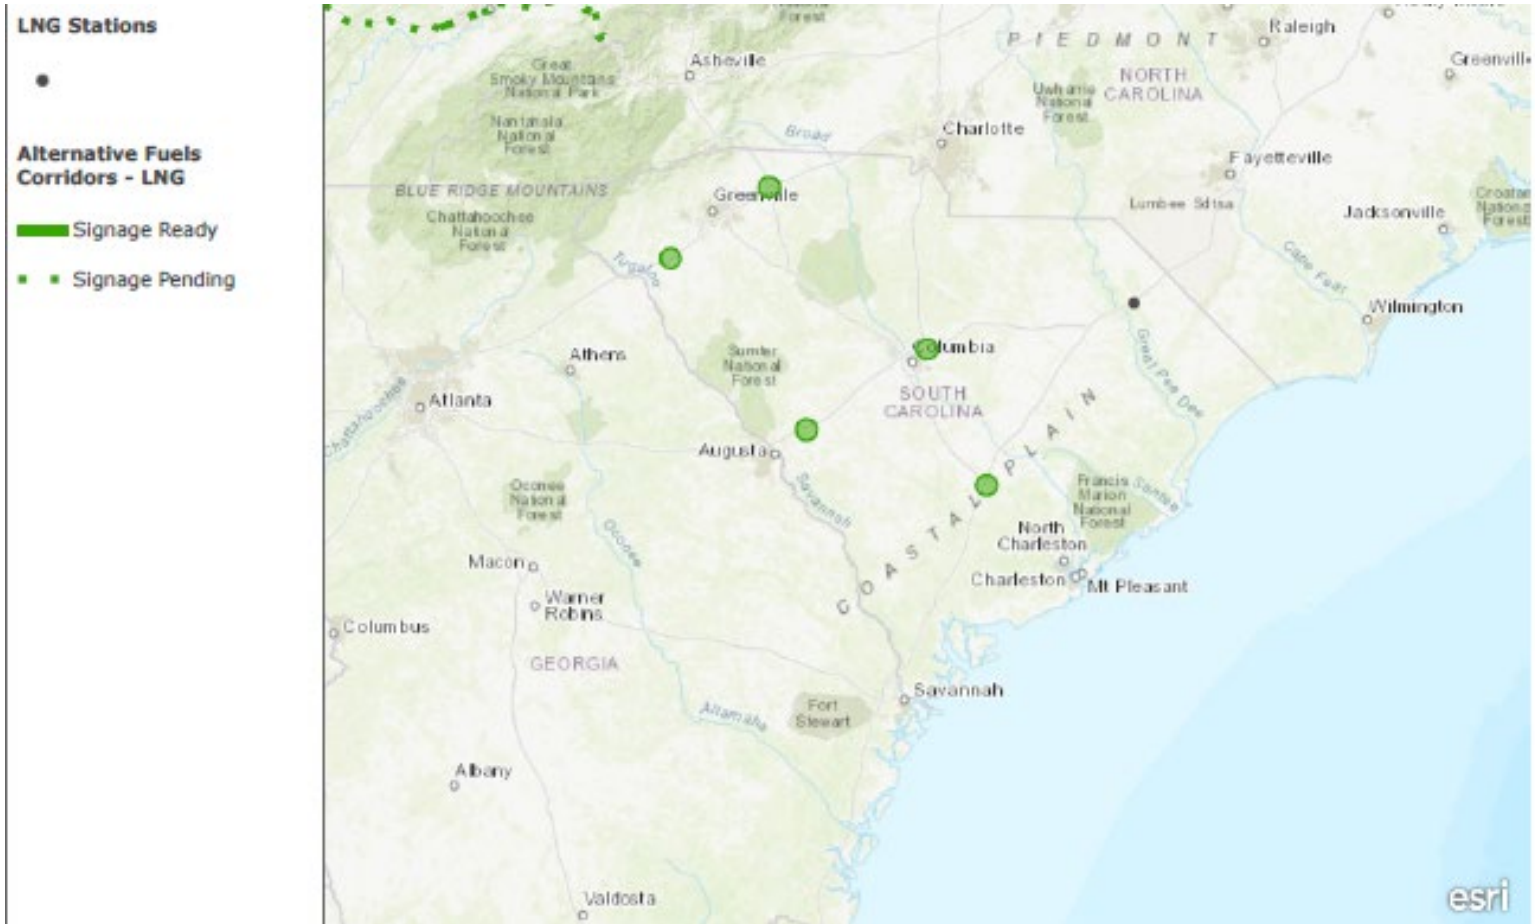 LNG Stations
Alternative Fuels
Corridors - LNG
Signage Ready
Signage Pending
Forest
PIEDMONT
Raleigh
Asheville
Great
Smoky Mountains
National Park
NORTH
CAROLINA
Greenville
Uwharrie
National
Forest
Nantahala
National
Forest
Broad
Charlotte
Fayetteville
BLUE RIDGE MOUNTAINS
Greenville
Croatan
National
Forest
Lumbee Sdtsa
Jacksonville
Chattahoochee
National
Forest
Tugaloo
Cape Fear
Wilmington
Great Pee Dee
Columbia
Athens
Sumter
National
Forest
SOUTH
CAROLINA
Atlanta
Chattahoochee
Augusta
COASTAL PLAIN
Savannah
Francis
Marion
National
Forest
Santee
Oconee
National
Forest
Oconee
North
Charleston
Macon
Charleston
Mt Pleasant
Warner
Robins
Columbus
GEORGIA
Savannah
Fort
Stewart
Altamaha
Albany
Valdosta
esri